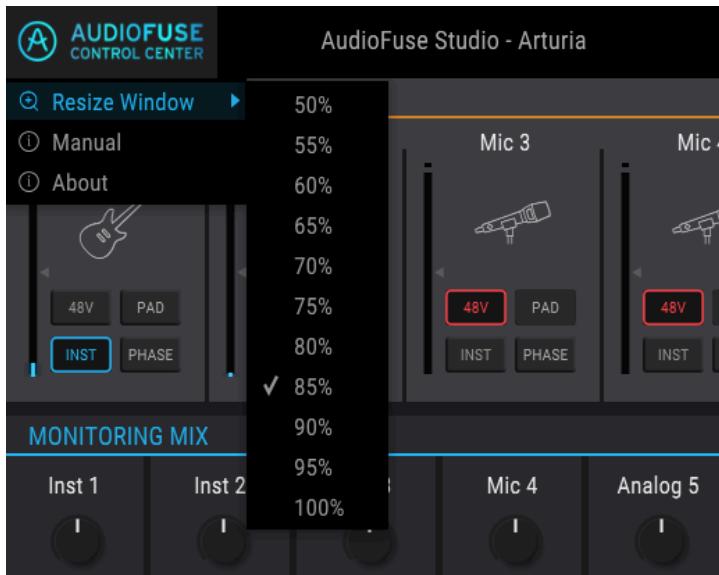 AUDIOFUSE
CONTROL CENTER
AudioFuse Studio - Arturia
Resize Window
Manual
About
50%
55%
60%
65%
70%
75%
80%
85%
90%
95%
100%
Mic 3
Mic
48V PAD
INST PHASE
48V PAD
INST PHASE
48V
INST
MONITORING MIX
Inst 1
Inst 2
Mic 4
Analog 5